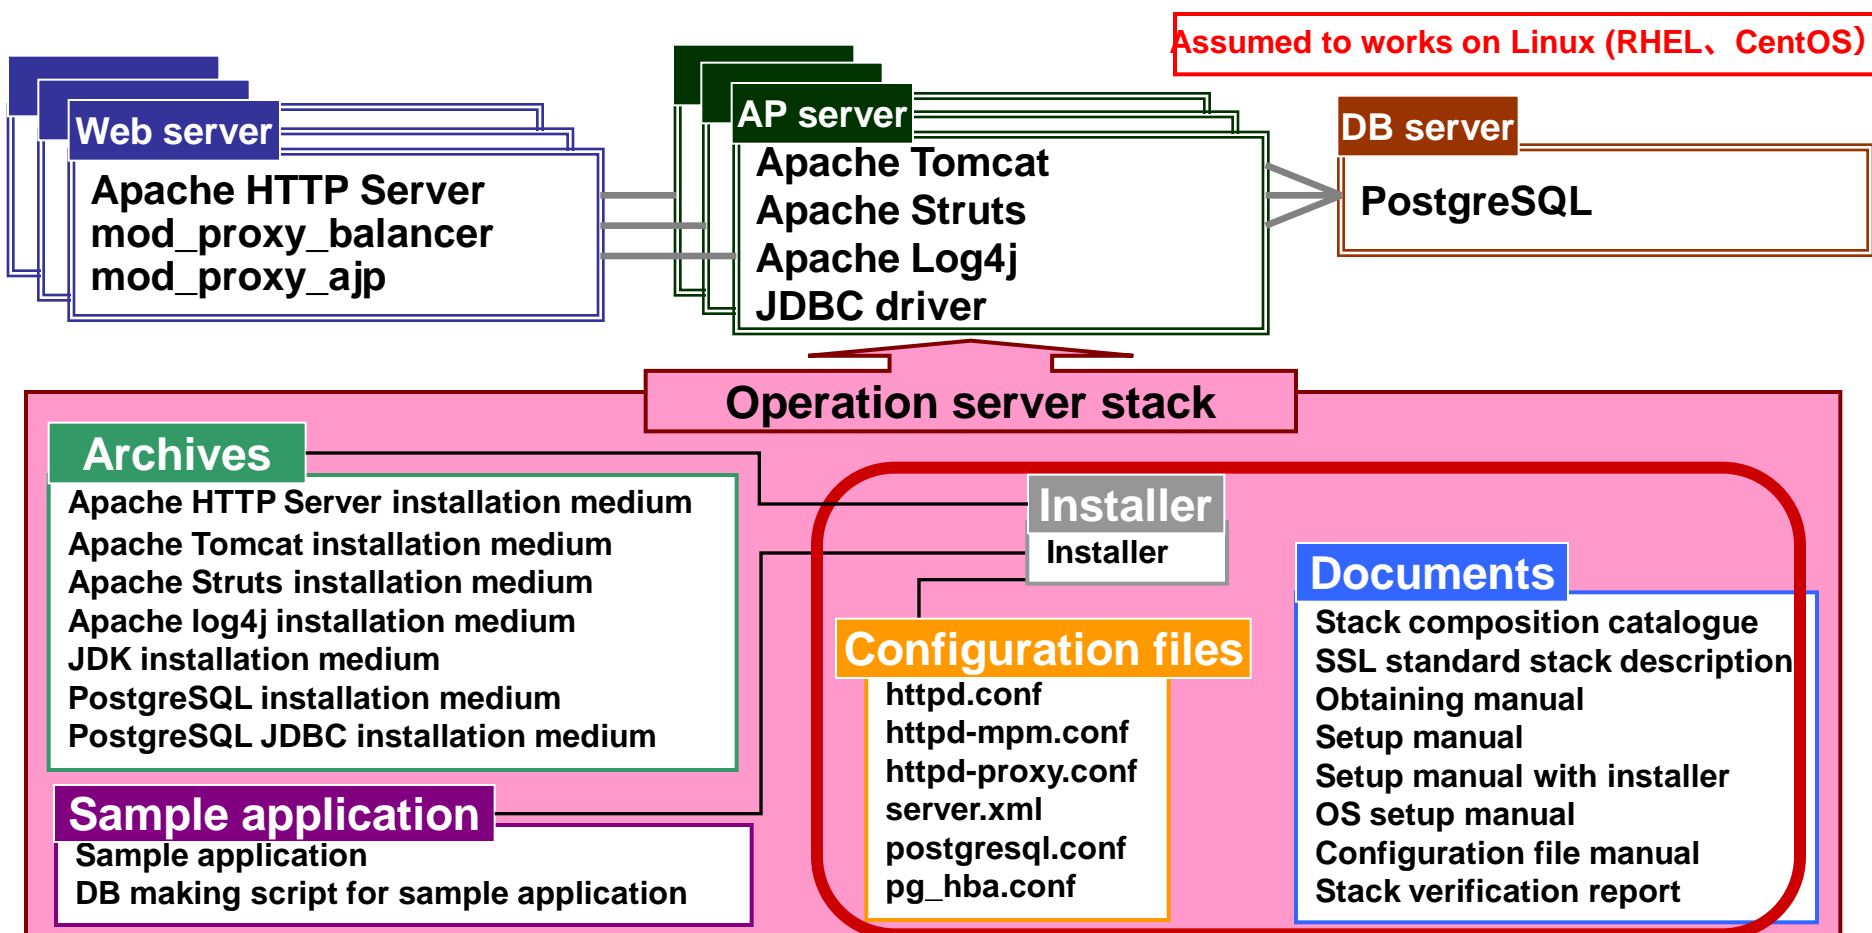 Assumed to works on Linux (RHEL、CentOS）
Web server
Apache HTTP Server
mod_proxy_balancer
mod_proxy_ajp
AP server
Apache Tomcat
Apache Struts
Apache Log4j
JDBC driver
DB server
PostgreSQL
Operation server stack
Archives
Apache HTTP Server installation medium
Apache Tomcat installation medium
Apache Struts installation medium
Apache log4j installation medium
JDK installation medium
PostgreSQL installation medium
PostgreSQL JDBC installation medium
Sample application
Sample application
DB making script for sample application
Installer
Installer
Configuration files
httpd.conf
httpd-mpm.conf
httpd-proxy.conf
server.xml
postgresql.conf
pg_hba.conf
Documents
Stack composition catalogue
SSL standard stack description
Obtaining manual
Setup manual
Setup manual with installer
OS setup manual
Configuration file manual
Stack verification report